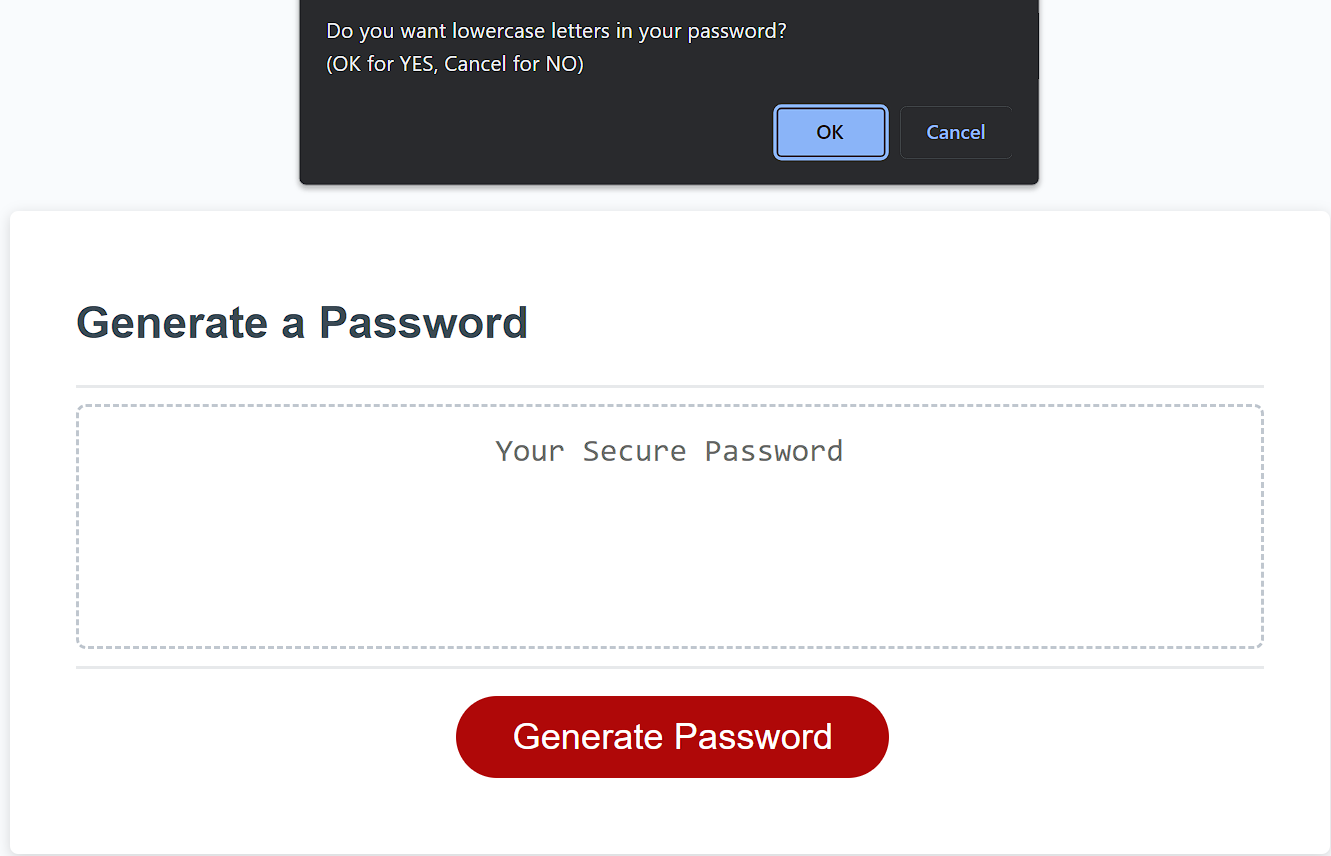 Do you want lowercase letters in your password?
(OK for YES, Cancel for NO)
OK
Cancel
Generate a Password
Your Secure Password
Generate Password